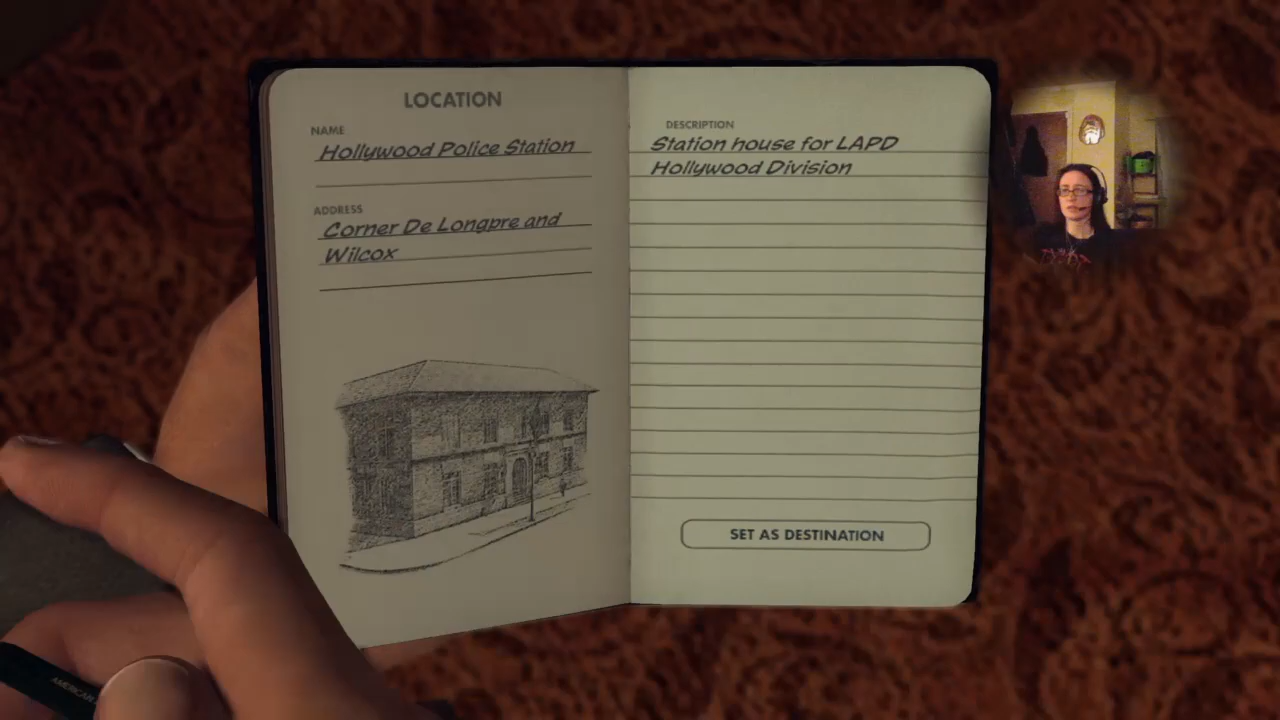 LOCATION
NAME
Hollywood Police Station
ADDRESS
Corner De Longpre and
Wilcox
DESCRIPTION
Station house for LAPD
Hollywood Division
SET AS DESTINATION